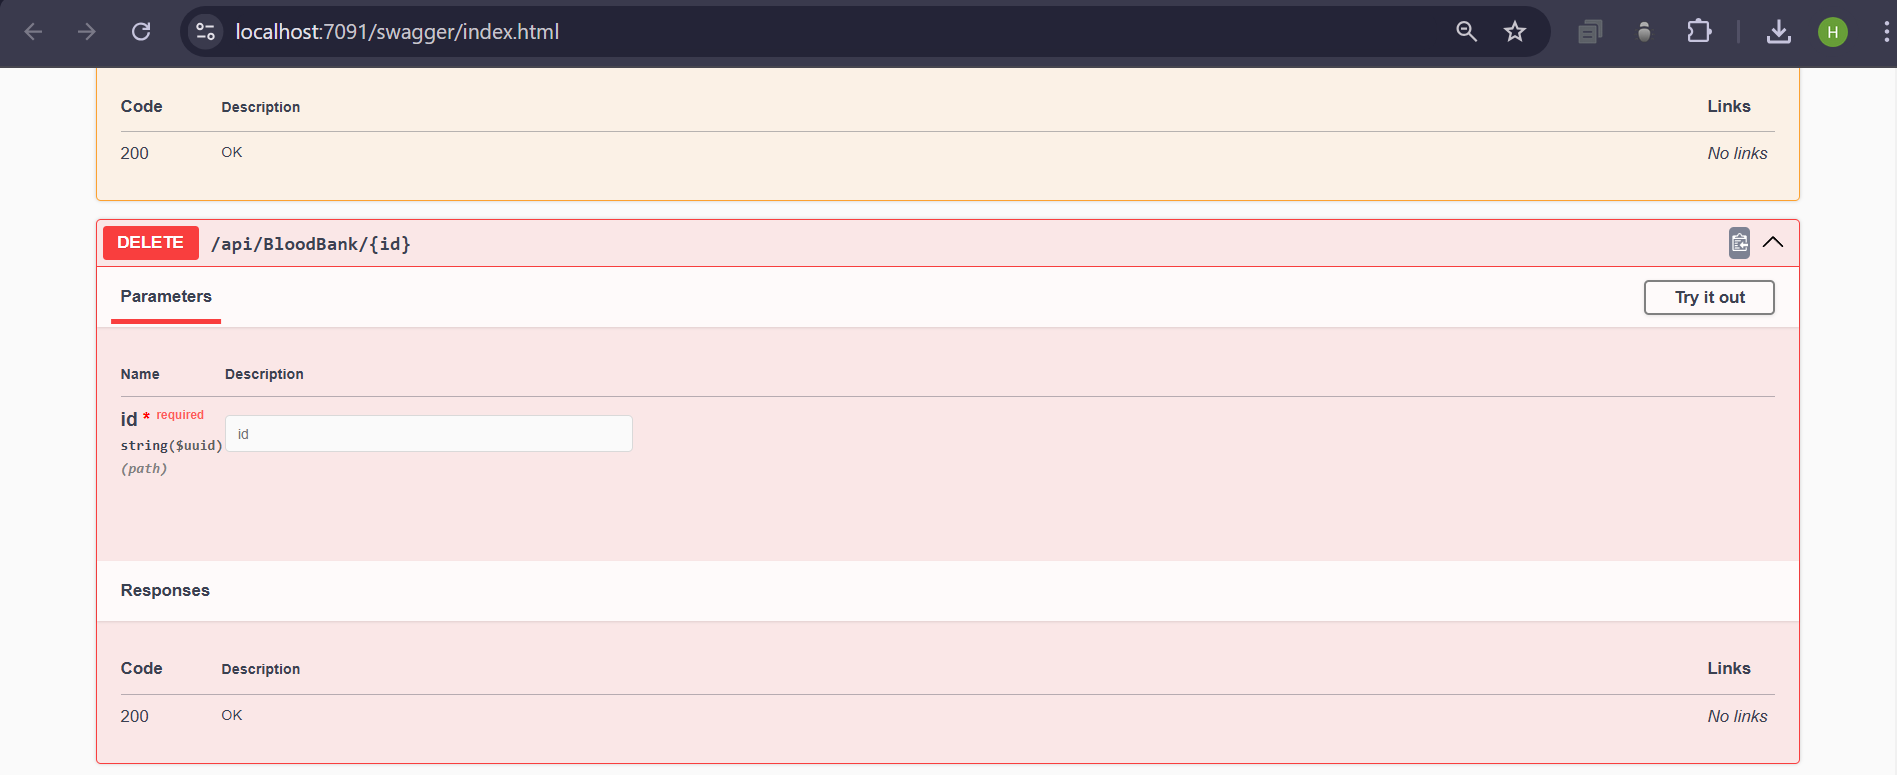 localhost:7091/swagger/index.html
H
Code Description Links
200 OK No links
DELETE /api/BloodBank/{id}
Parameters Try it out
Name Description
id * required
id
string($uuid)
(path)
Responses
Code Description Links
200 OK No links